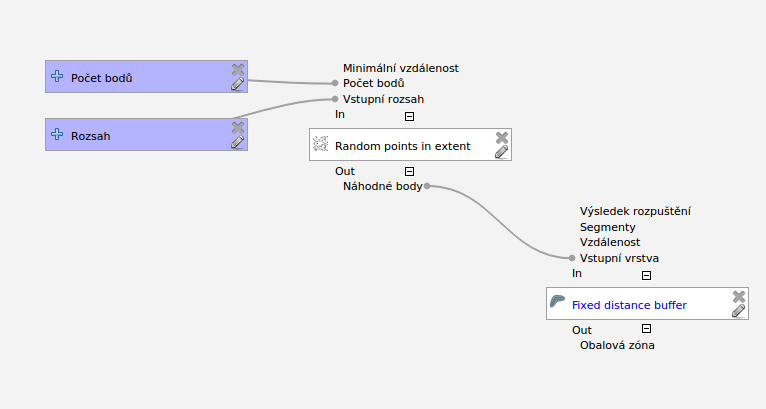 Počet bodů
Rozsah
Minimální vzdálenost
Počet bodů
Vstupní rozsah
In
Random points in extent
Out
Náhodné body
Výsledek rozpuštění
Segmenty
Vzdálenost
Vstupní vrstva
In
Fixed distance buffer
Out
Obalová zóna